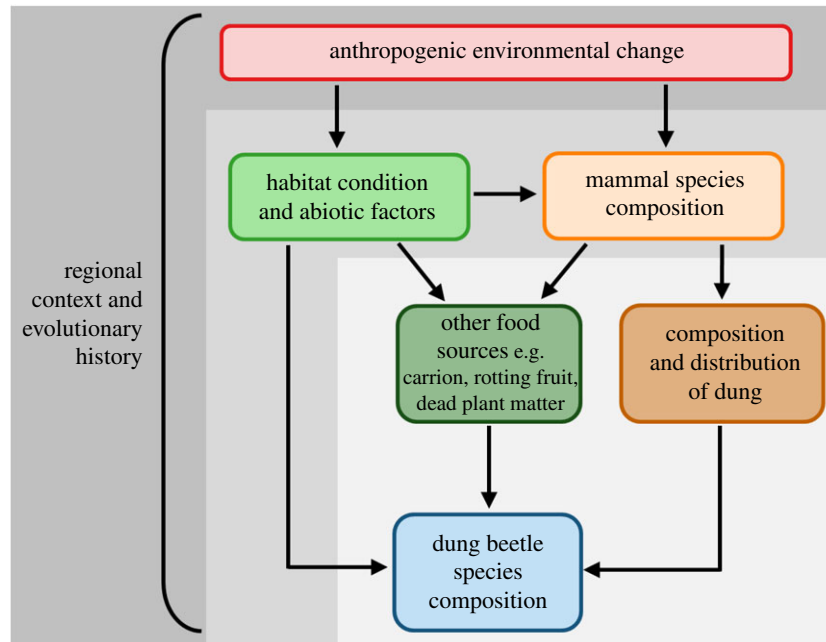 anthropogenic environmental change
habitat condition
and abiotic factors
mammal species
composition
regional
context and
evolutionary
history
other food
sources e.g.
carrion, rotting fruit,
dead plant matter
composition
and distribution
of dung
dung beetle
species
composition